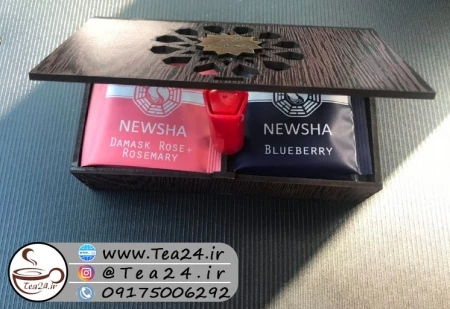 NEWSHA
DAMASK ROSE+
ROSEMARY
NEWSHA
BLUEBERRY
www.Tea24.ir
@Tea24.ir
09175006292
Tea24.ir